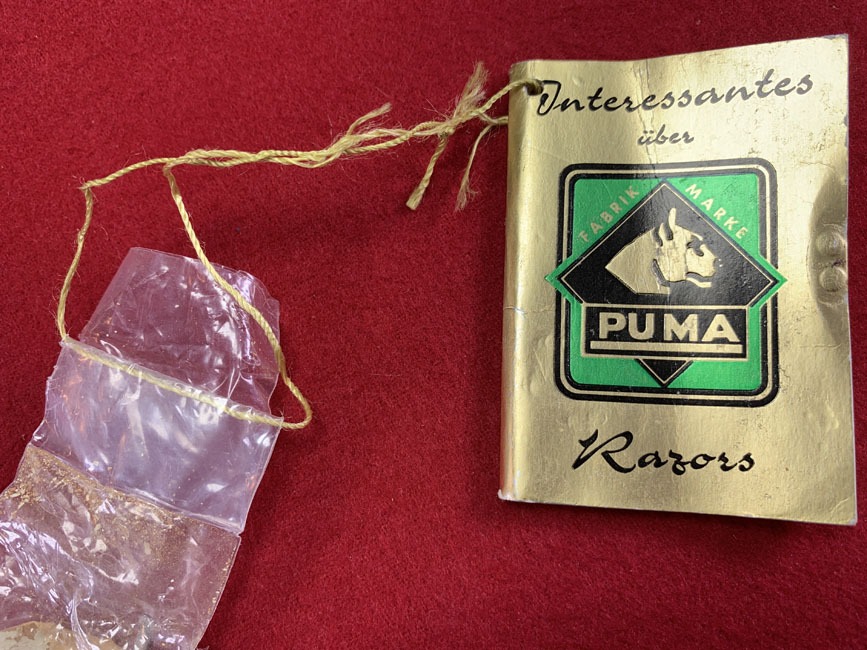 Interessantes
über
FABRIK MARKE
PUMA
Razors